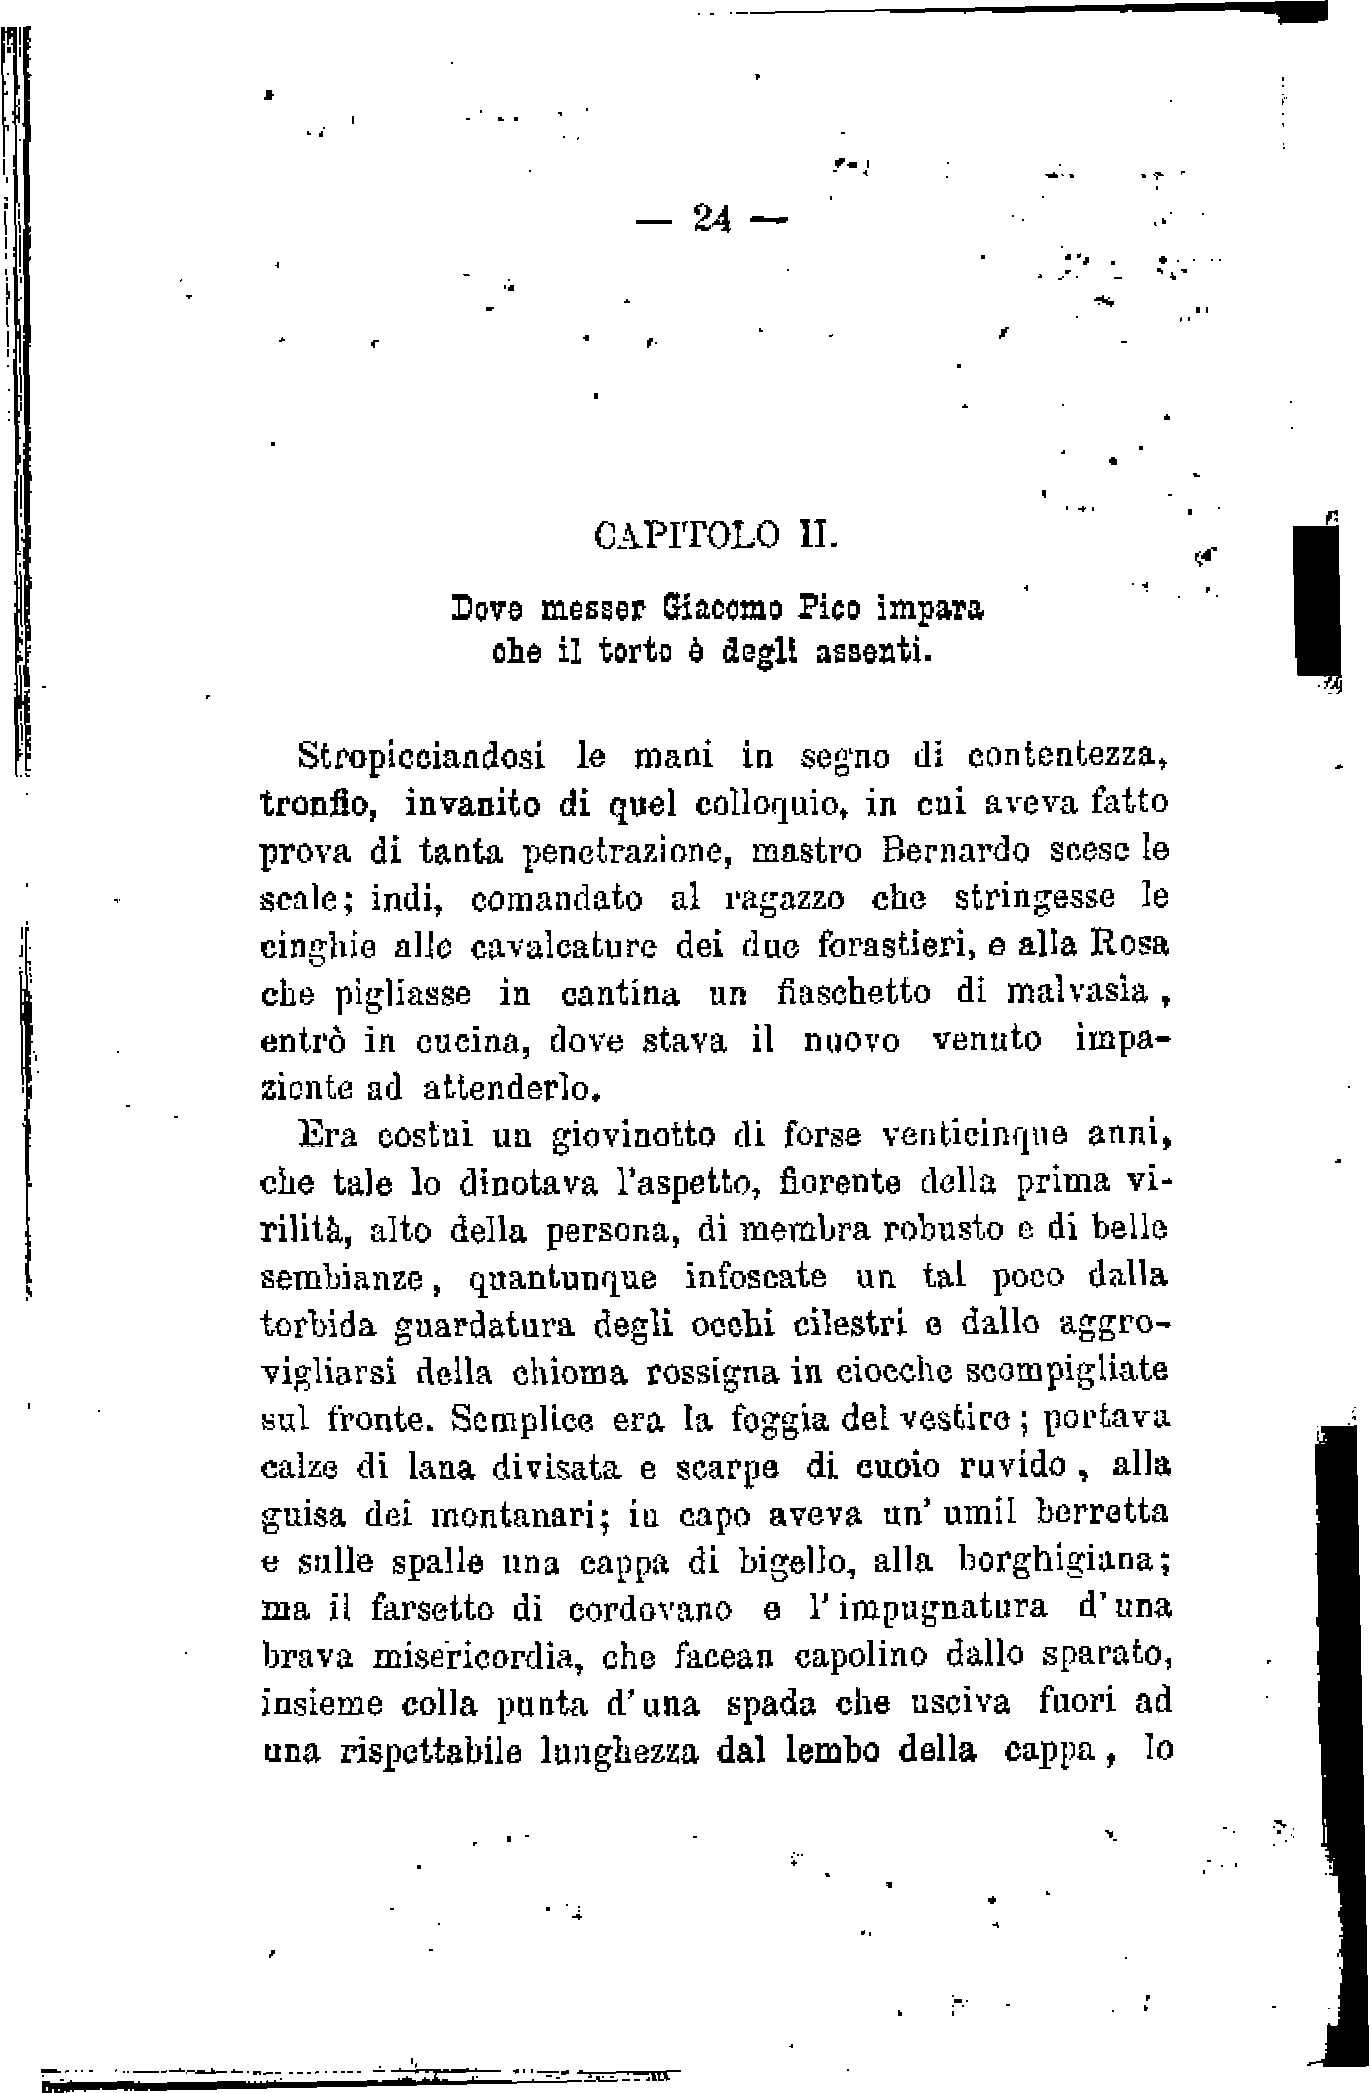 — 24 —
CAPITOLO II.
Dove messer Giacomo Pico impara
che il torto è degli assenti.
Stropicciandosi le mani in segno di contentezza,
tronfio, invanito di quel colloquio, in cui aveva fatto
prova di tanta penetrazione, mastro Bernardo scese le
scale; indi, comandato al ragazzo che stringesse le
cinghie alle cavalcature dei due forastieri, e alla Rosa
che pigliasse in cantina un fiaschetto di malvasìa,
entrò in cucina, dove stava il nuovo venuto impa-
ziente ad attenderlo.
Era costui un giovinotto di forse venticinque anni,
che tale lo dinotava l'aspetto, fiorente della prima vi-
rilità, alto della persona, di membra robusto e di belle
sembianze, quantunque infoscate un tal poco dalla
torbida guardatura degli occhi cilestri e dallo aggro-
vigliarsi della chioma rossigna in ciocche scompigliate
sul fronte. Semplice era la foggia del vestire; portava
calze di lana divisata e scarpe di cuoio ruvido, alla
guisa dei montanari; in capo aveva un' umil berretta
e sulle spalle una cappa di bigello, alla borghigiana;
ma il farsetto di cordovano e l'impugnatura d'una
brava misericordia, che facean capolino dallo sparato,
insieme colla punta d'una spada che usciva fuori ad
una rispettabile lunghezza dal lembo della cappa, lo